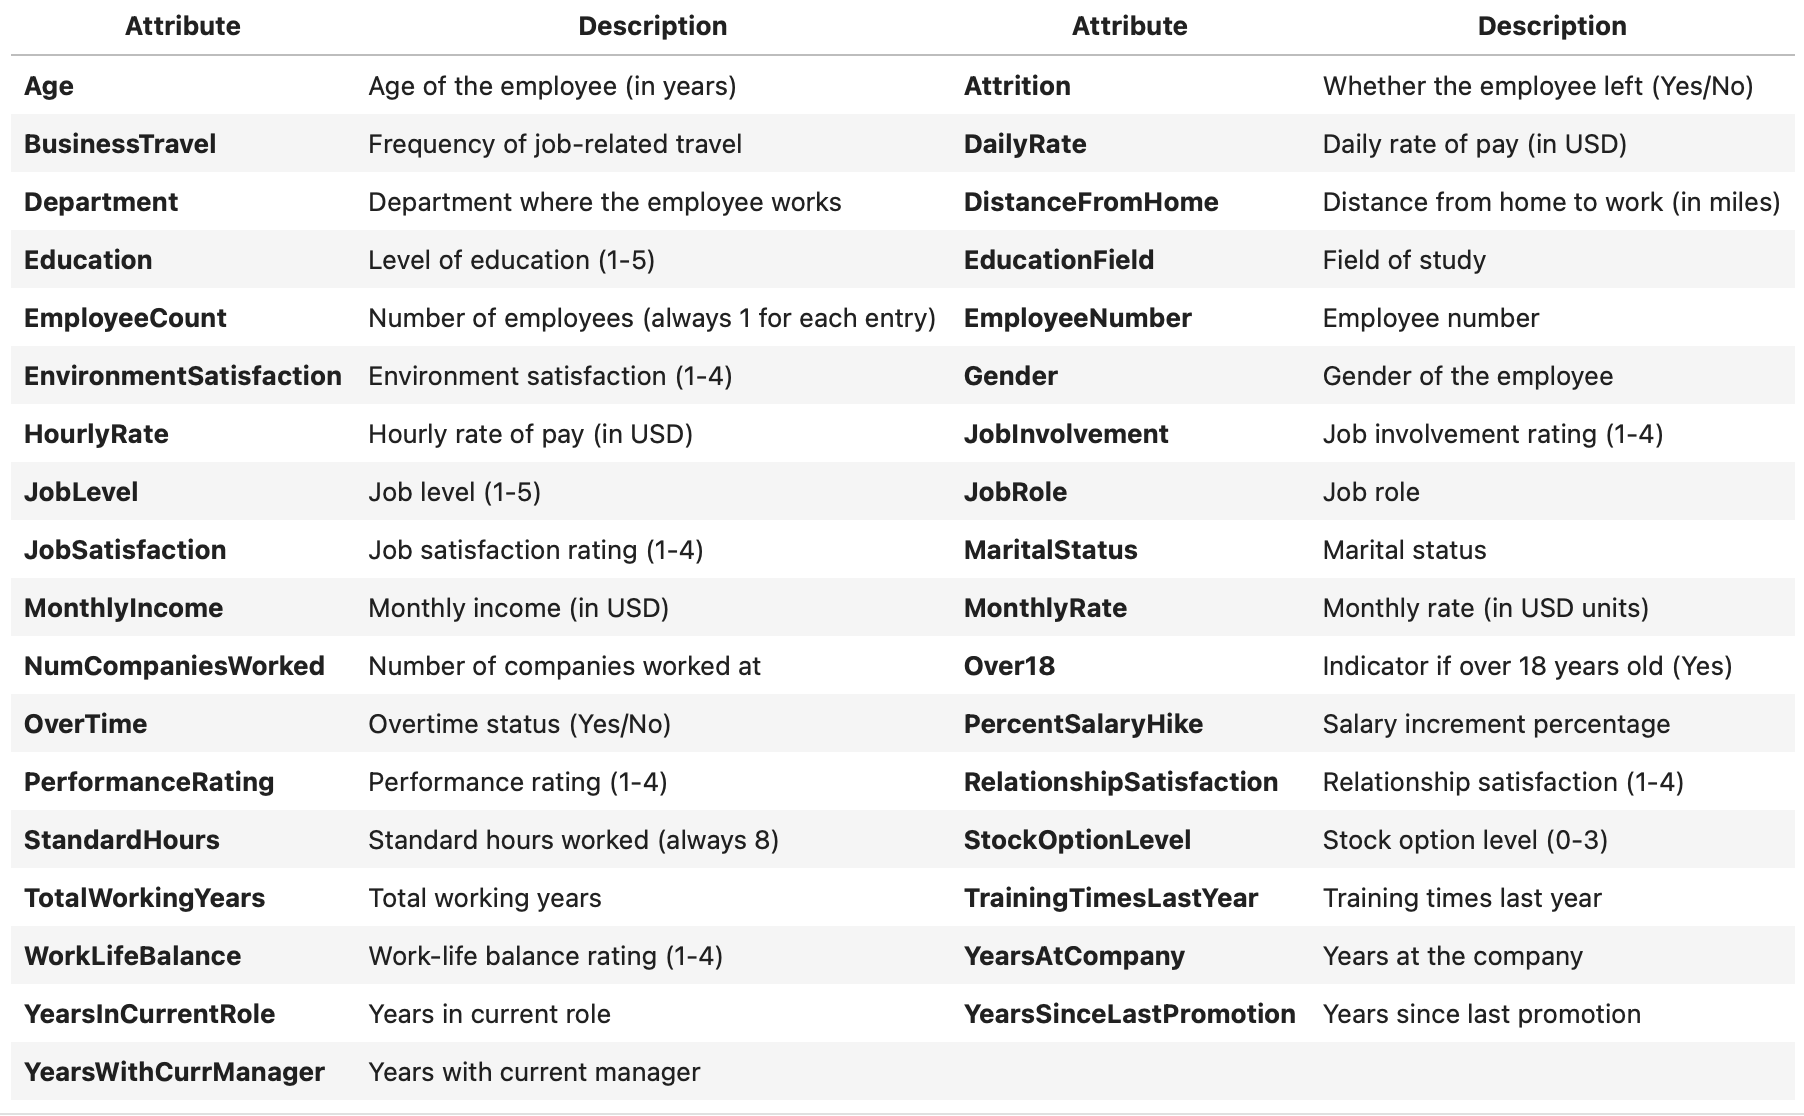 Attribute Description Attribute Description
Age Age of the employee (in years) Attrition Whether the employee left (Yes/No)
BusinessTravel Frequency of job-related travel DailyRate Daily rate of pay (in USD)
Department Department where the employee works DistanceFromHome Distance from home to work (in miles)
Education Level of education (1-5) EducationField Field of study
EmployeeCount Number of employees (always 1 for each entry) EmployeeNumber Employee number
EnvironmentSatisfaction Environment satisfaction (1-4) Gender Gender of the employee
HourlyRate Hourly rate of pay (in USD) JobInvolvement Job involvement rating (1-4)
JobLevel Job level (1-5) JobRole Job role
JobSatisfaction Job satisfaction rating (1-4) MaritalStatus Marital status
MonthlyIncome Monthly income (in USD) MonthlyRate Monthly rate (in USD units)
NumCompaniesWorked Number of companies worked at Over18 Indicator if over 18 years old (Yes)
OverTime Overtime status (Yes/No) PercentSalaryHike Salary increment percentage
PerformanceRating Performance rating (1-4) RelationshipSatisfaction Relationship satisfaction (1-4)
StandardHours Standard hours worked (always 8) StockOptionLevel Stock option level (0-3)
TotalWorkingYears Total working years TrainingTimesLastYear Training times last year
WorkLifeBalance Work-life balance rating (1-4) YearsAtCompany Years at the company
YearsInCurrentRole Years in current role YearsSinceLastPromotion Years since last promotion
YearsWithCurrManager Years with current manager